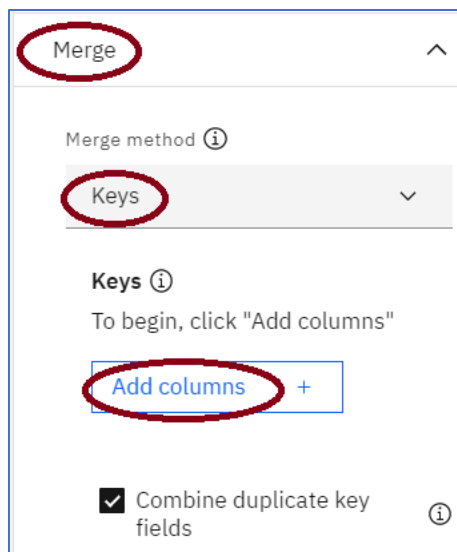 Merge
Merge method
Keys
Keys
To begin, click "Add columns"
Add columns +
Combine duplicate key
fields